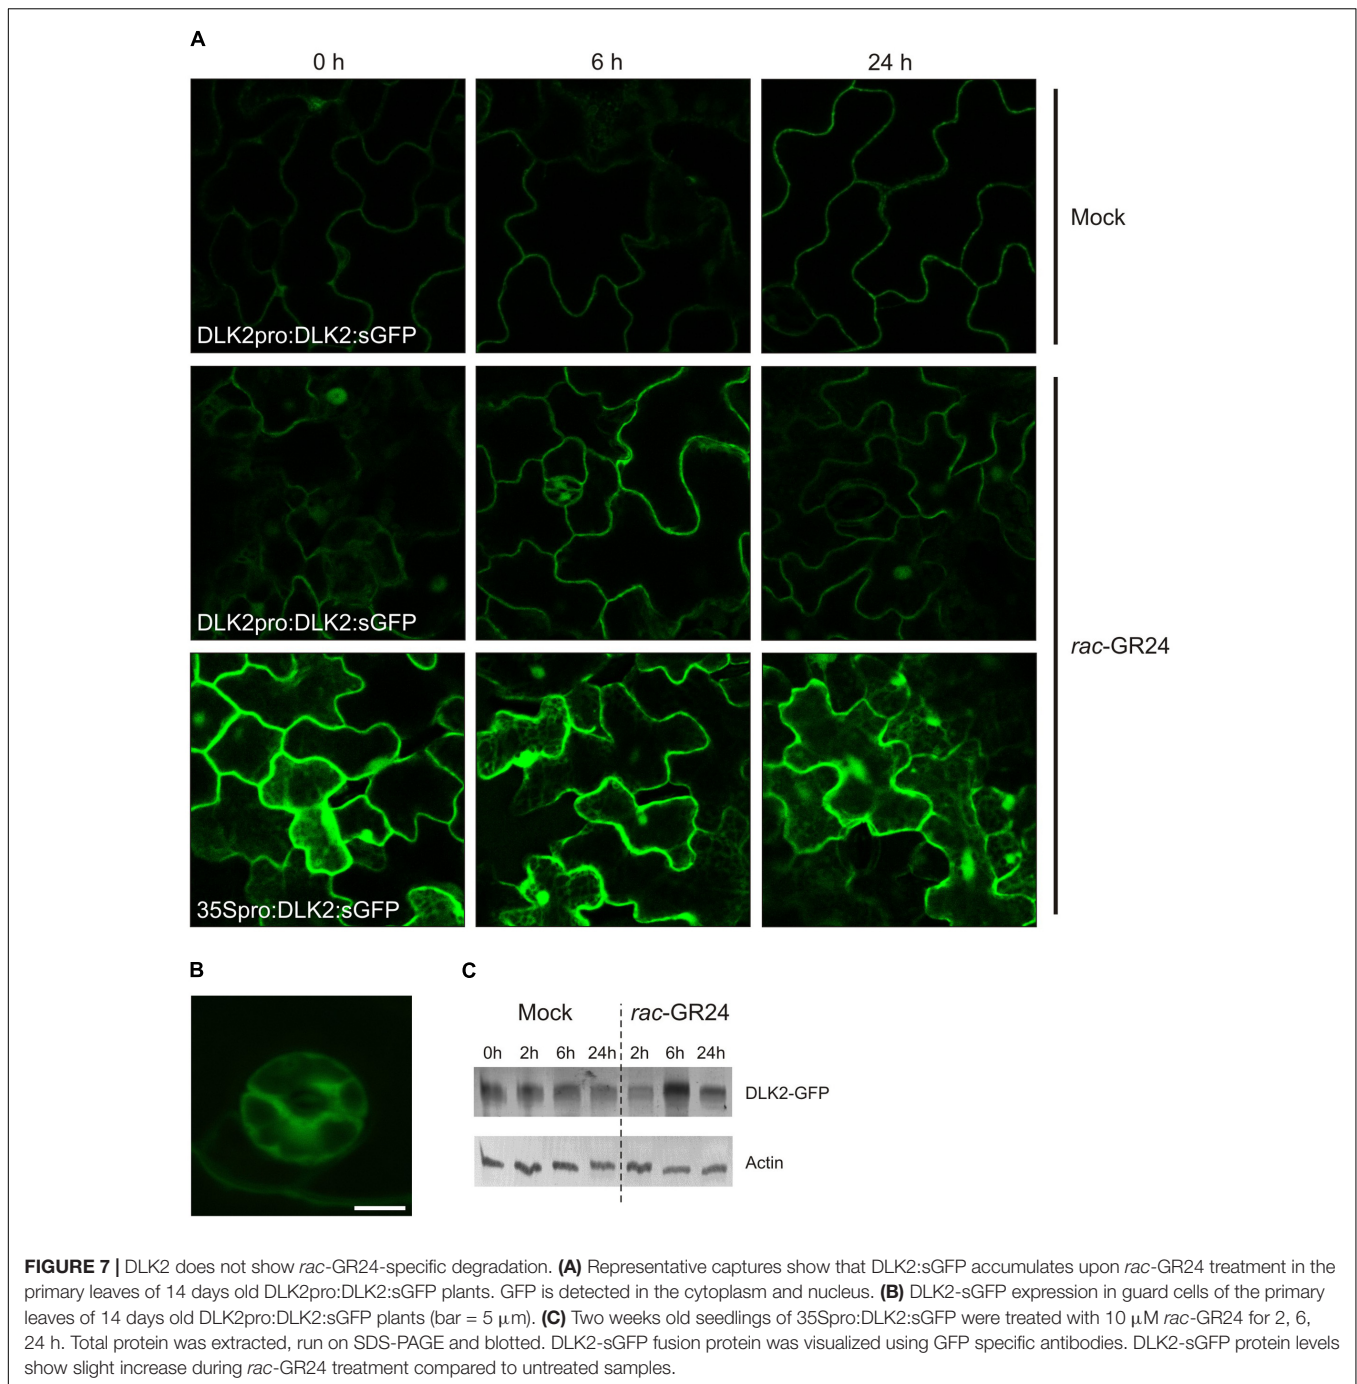 A
0 h 6 h 24 h
DLK2pro:DLK2:sGFP
Mock
DLK2pro:DLK2:sGFP
rac-GR24
35Spro:DLK2:sGFP
B
C
Mock rac-GR24
0h 2h 6h 24h 2h 6h 24h
DLK2-GFP
Actin
FIGURE 7 | DLK2 does not show rac-GR24-specific degradation. (A) Representative captures show that DLK2:sGFP accumulates upon rac-GR24 treatment in the
primary leaves of 14 days old DLK2pro:DLK2:sGFP plants. GFP is detected in the cytoplasm and nucleus. (B) DLK2-sGFP expression in guard cells of the primary
leaves of 14 days old DLK2pro:DLK2:sGFP plants (bar = 5 μm). (C) Two weeks old seedlings of 35Spro:DLK2:sGFP were treated with 10 μM rac-GR24 for 2, 6,
24 h. Total protein was extracted, run on SDS-PAGE and blotted. DLK2-sGFP fusion protein was visualized using GFP specific antibodies. DLK2-sGFP protein levels
show slight increase during rac-GR24 treatment compared to untreated samples.